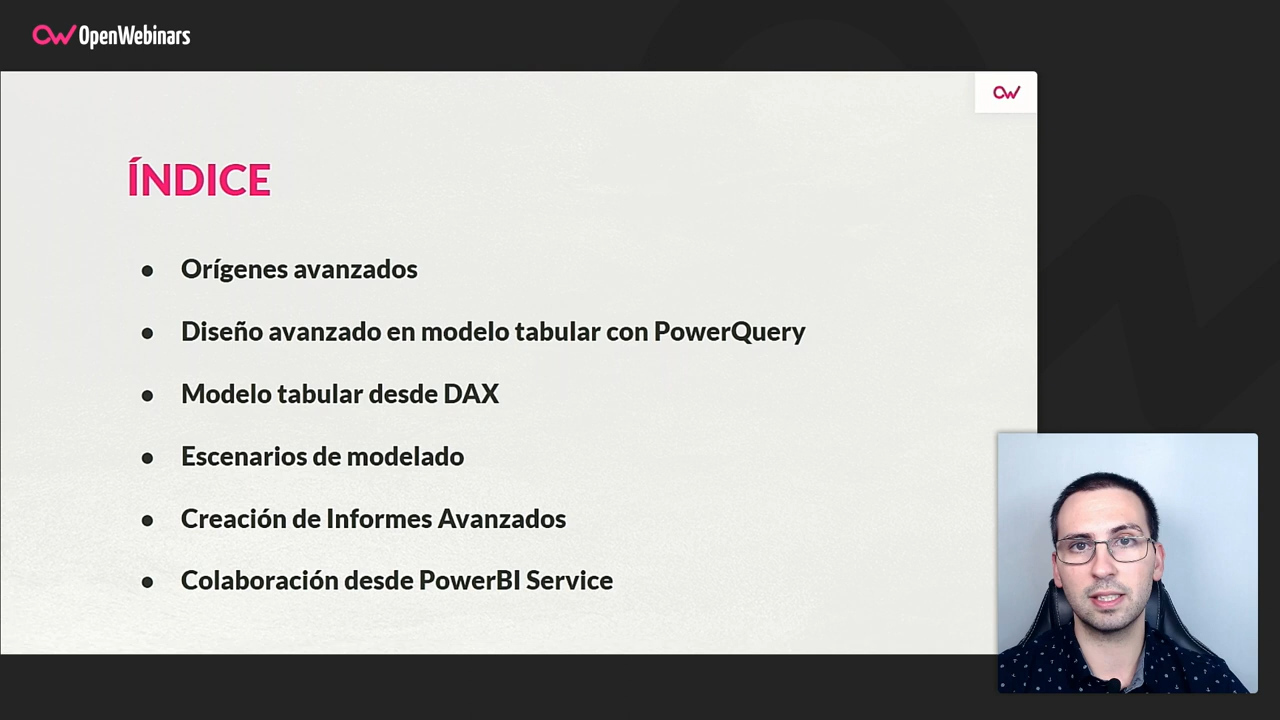 OpenWebinars
ÍNDICE
● Orígenes avanzados
● Diseño avanzado en modelo tabular con PowerQuery
● Modelo tabular desde DAX
● Escenarios de modelado
● Creación de Informes Avanzados
● Colaboración desde PowerBI Service